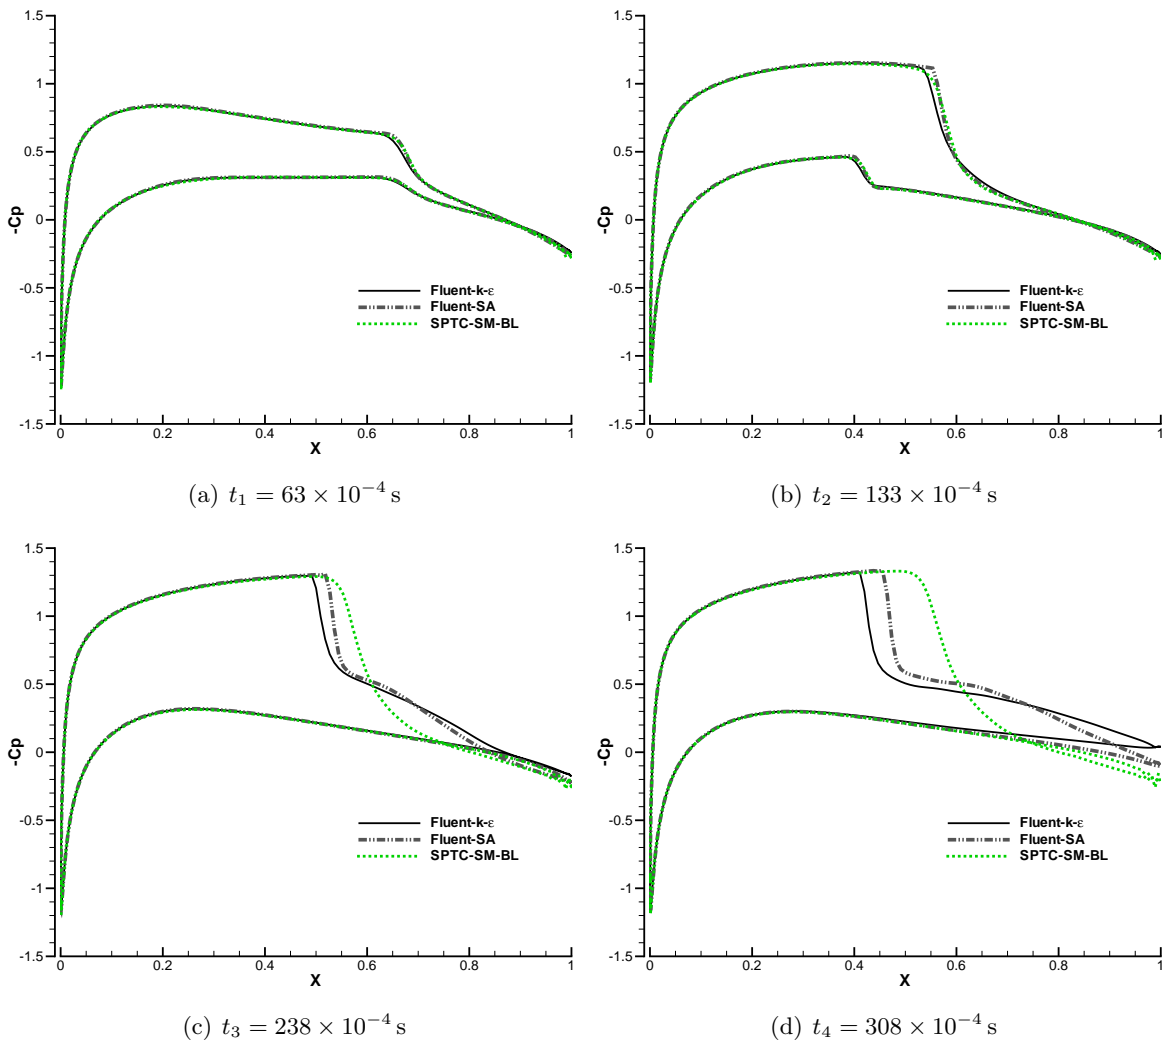 1.5
1
0.5
0
-0.5
-1
-1.5
-Cp
0 0.2 0.4 0.6 0.8 1
X
Fluent-k-ε
Fluent-SA
SPTC-SM-BL
(a) t₁ = 63 × 10⁻⁴ s
1.5
1
0.5
0
-0.5
-1
-1.5
-Cp
0 0.2 0.4 0.6 0.8 1
X
Fluent-k-ε
Fluent-SA
SPTC-SM-BL
(b) t₂ = 133 × 10⁻⁴ s
1.5
1
0.5
0
-0.5
-1
-1.5
-Cp
0 0.2 0.4 0.6 0.8 1
X
Fluent-k-ε
Fluent-SA
SPTC-SM-BL
(c) t₃ = 238 × 10⁻⁴ s
1.5
1
0.5
0
-0.5
-1
-1.5
-Cp
0 0.2 0.4 0.6 0.8 1
X
Fluent-k-ε
Fluent-SA
SPTC-SM-BL
(d) t₄ = 308 × 10⁻⁴ s